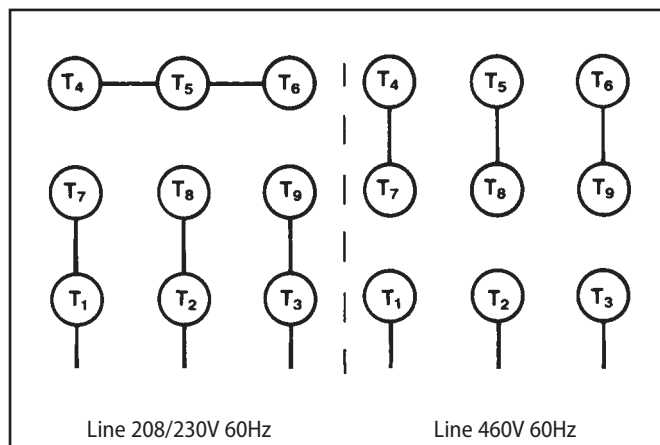 T4 T5 T6
T7 T8 T9
T1 T2 T3
Line 208/230V 60Hz
T4 T5 T6
T7 T8 T9
T1 T2 T3
Line 460V 60Hz